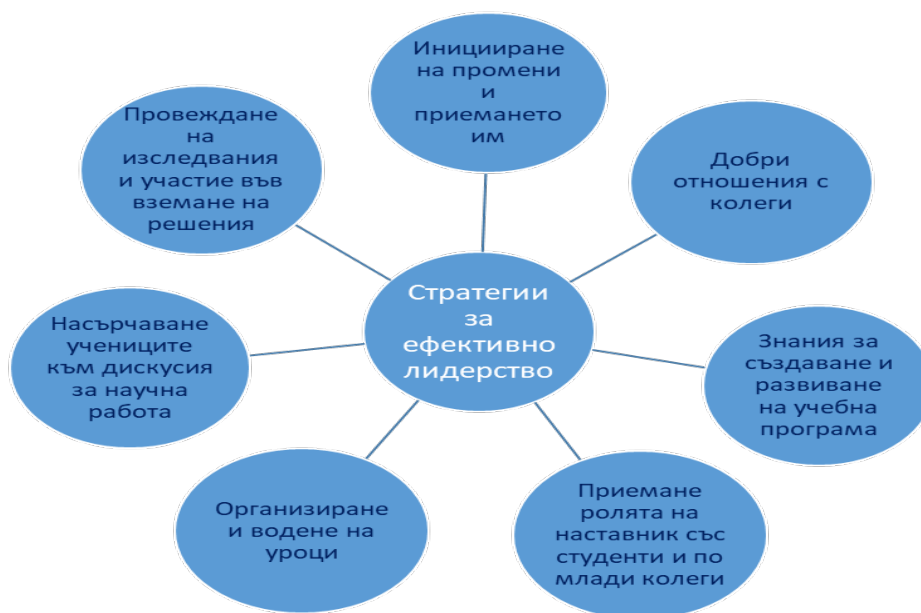 Иницииране
на промени
и
приемането
им
Добри
отношения с
колеги
Знания за
създаване и
развиване
на учебна
програма
Приемане
ролята на
наставник със
студенти и по
млади колеги
Организиране
и водене на
уроци
Насърчаване
учениците
към дискусия
за научна
работа
Провеждане
на
изследвания
и участие във
вземане на
решения
Стратегии
за
ефективно
лидерство